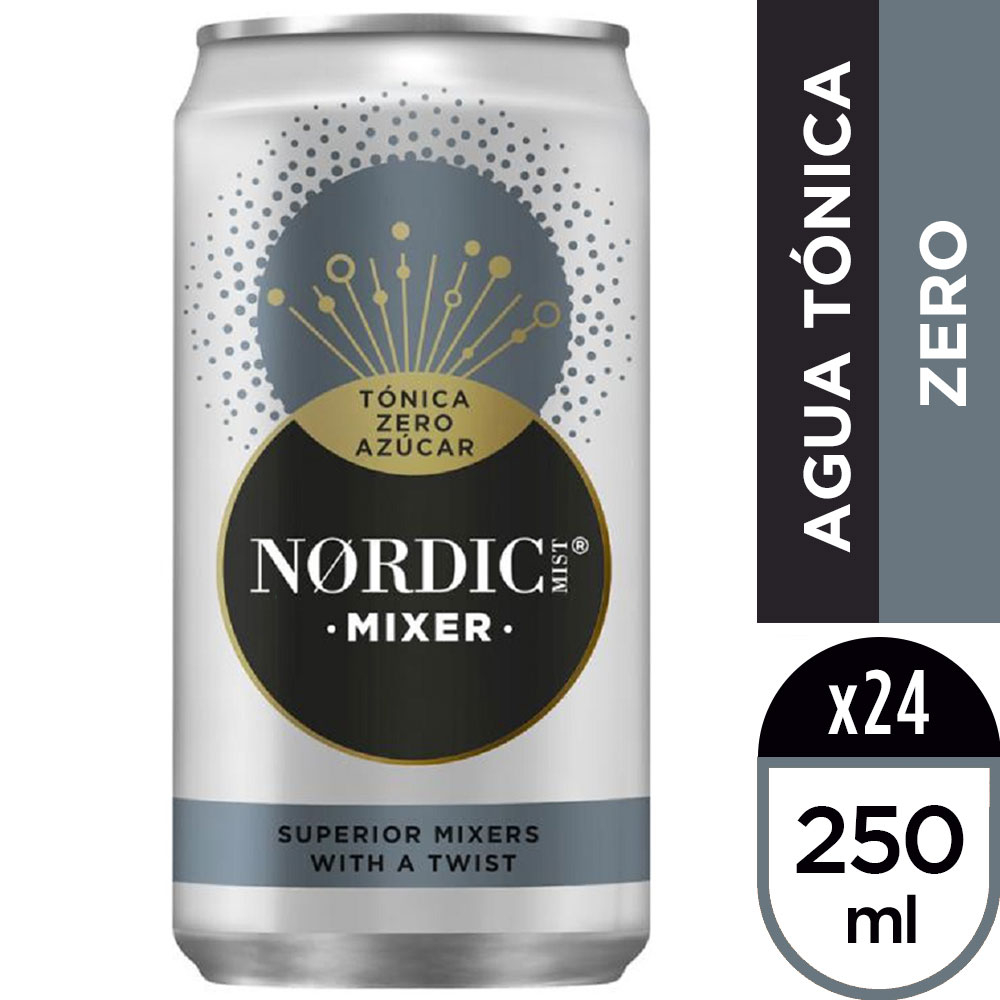 TÓNICA
ZERO
AZÚCAR
NØRDIC MIST®
· MIXER ·
SUPERIOR MIXERS
WITH A TWIST
AGUA TÓNICA
ZERO
x24
250
ml